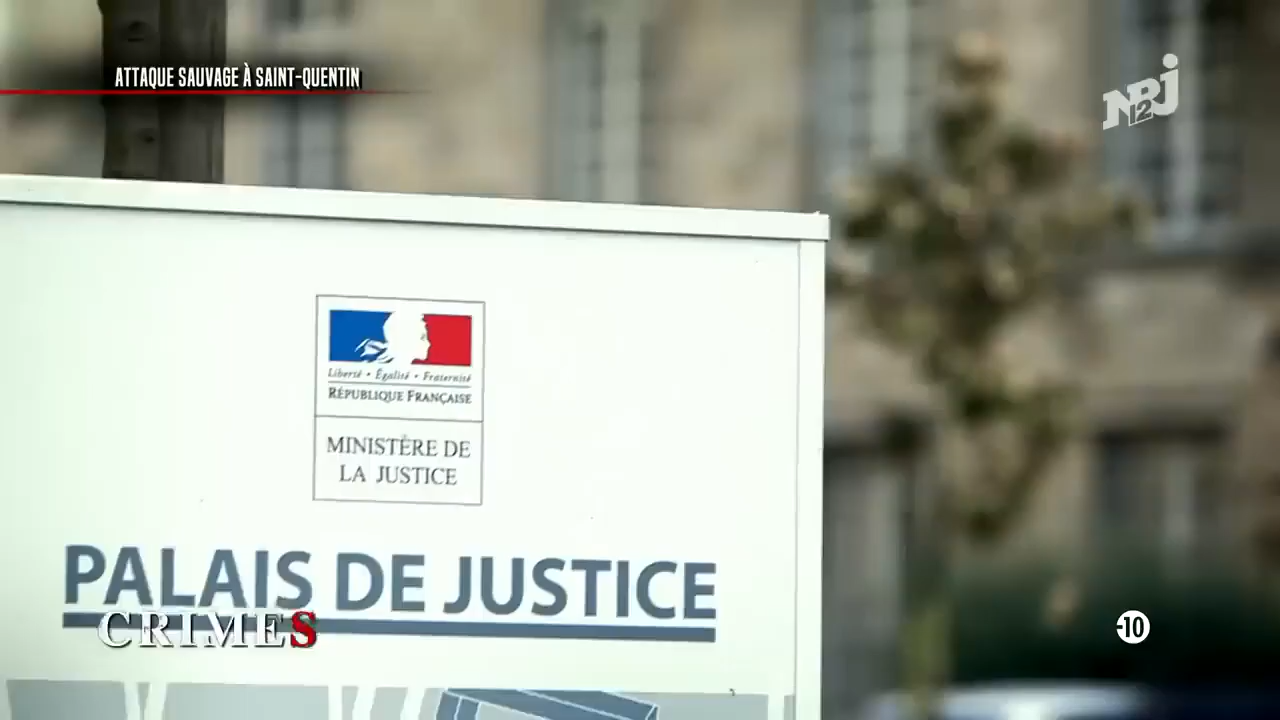 ATTAQUE SAUVAGE À SAINT-QUENTIN
NRJ
12
Liberté • Égalité • Fraternité
RÉPUBLIQUE FRANÇAISE
MINISTÈRE DE
LA JUSTICE
PALAIS DE JUSTICE
CRIMES
-10